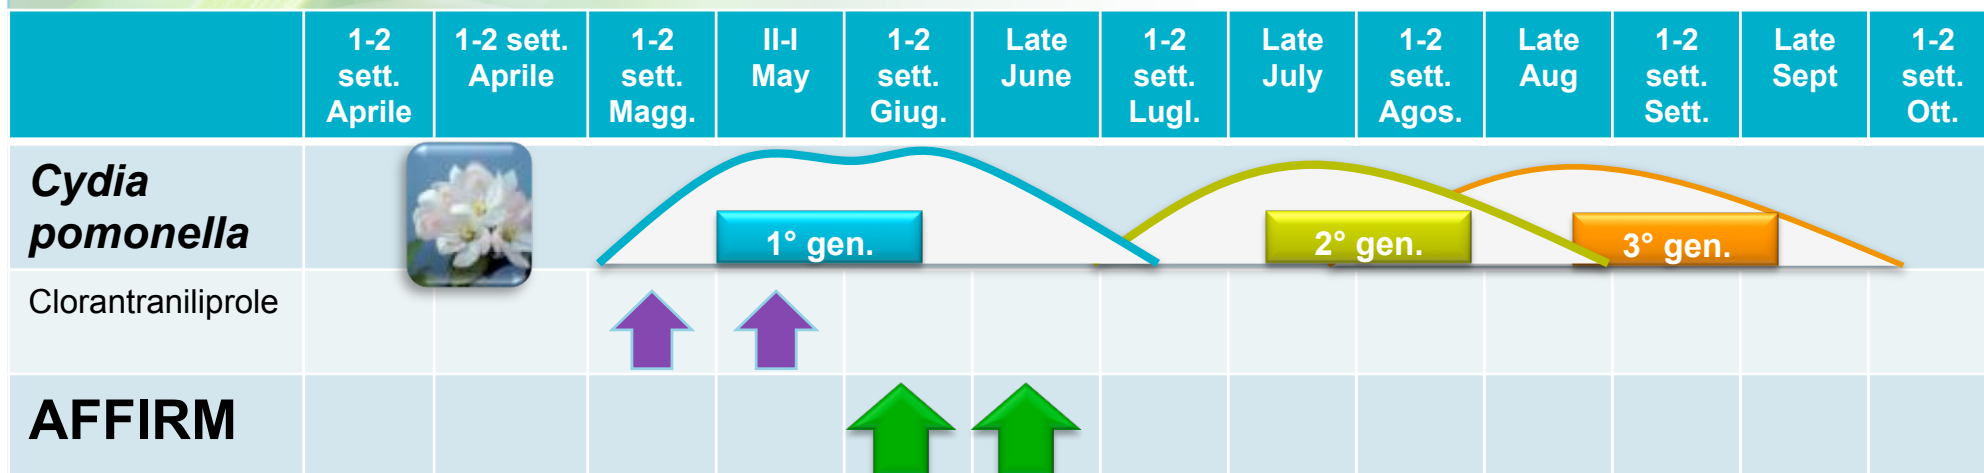 1-2
sett.
Aprile
1-2 sett.
Aprile
1-2
sett.
Magg.
II-I
May
1-2
sett.
Giug.
Late
June
1-2
sett.
Lugl.
Late
July
1-2
sett.
Agos.
Late
Aug
1-2
sett.
Sett.
Late
Sept
1-2
sett.
Ott.
Cydia
pomonella
1° gen.
2° gen.
3° gen.
Clorantraniliprole
AFFIRM